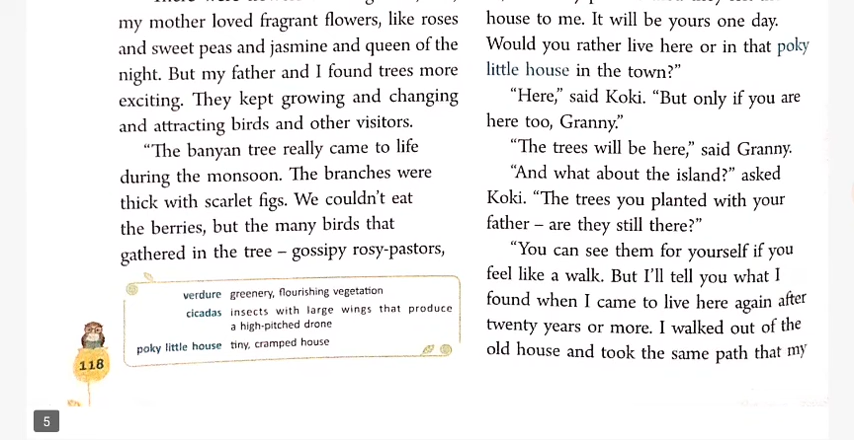 my mother loved fragrant flowers, like roses
and sweet peas and jasmine and queen of the
night. But my father and I found trees more
exciting. They kept growing and changing
and attracting birds and other visitors.
“The banyan tree really came to life
during the monsoon. The branches were
thick with scarlet figs. We couldn’t eat
the berries, but the many birds that
gathered in the tree – gossipy rosy-pastors,
verdure greenery, flourishing vegetation
cicadas insects with large wings that produce
a high-pitched drone
poky little house tiny, cramped house
118
house to me. It will be yours one day.
Would you rather live here or in that poky
little house in the town?”
“Here,” said Koki. “But only if you are
here too, Granny.”
“The trees will be here,” said Granny.
“And what about the island?” asked
Koki. “The trees you planted with your
father – are they still there?”
“You can see them for yourself if you
feel like a walk. But I’ll tell you what I
found when I came to live here again after
twenty years or more. I walked out of the
old house and took the same path that my
5